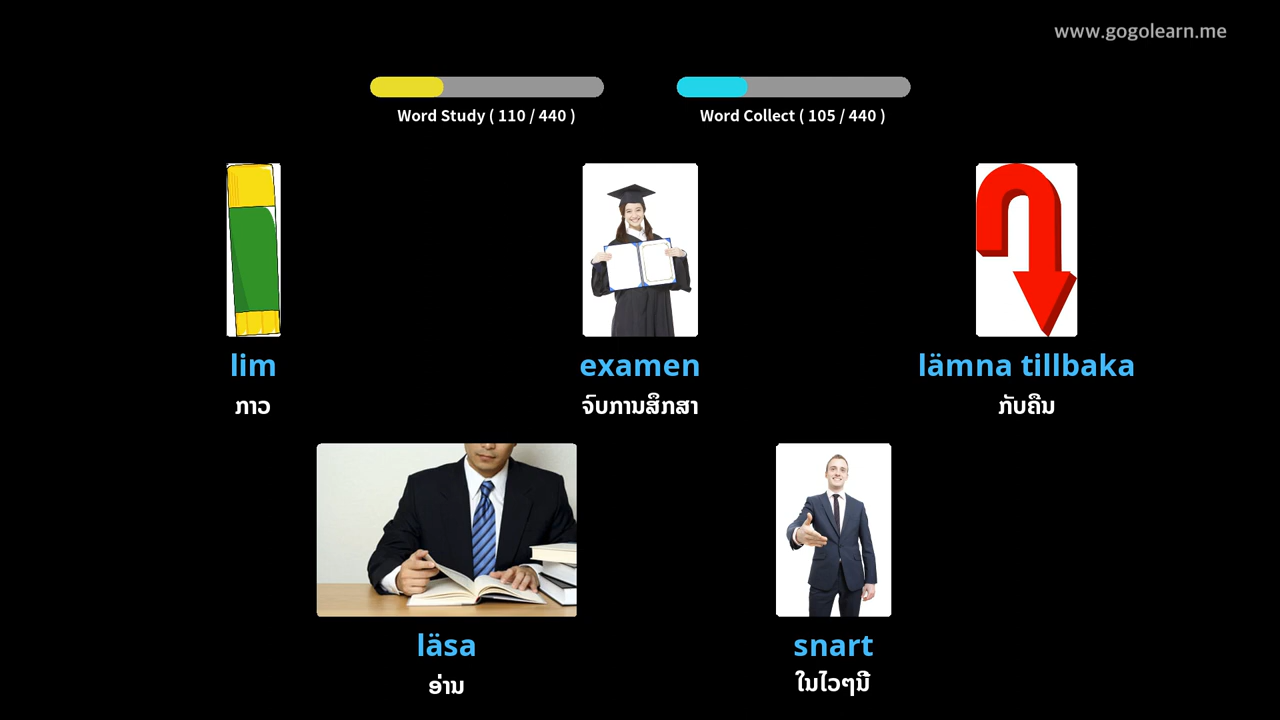 www.gogolearn.me
Word Study ( 110 / 440 )
Word Collect ( 105 / 440 )
lim
ກາວ
examen
ຈົບການສຶກສາ
lämna tillbaka
ກັບຄືນ
läsa
ອ່ານ
snart
ໃນໄວໆນີ້